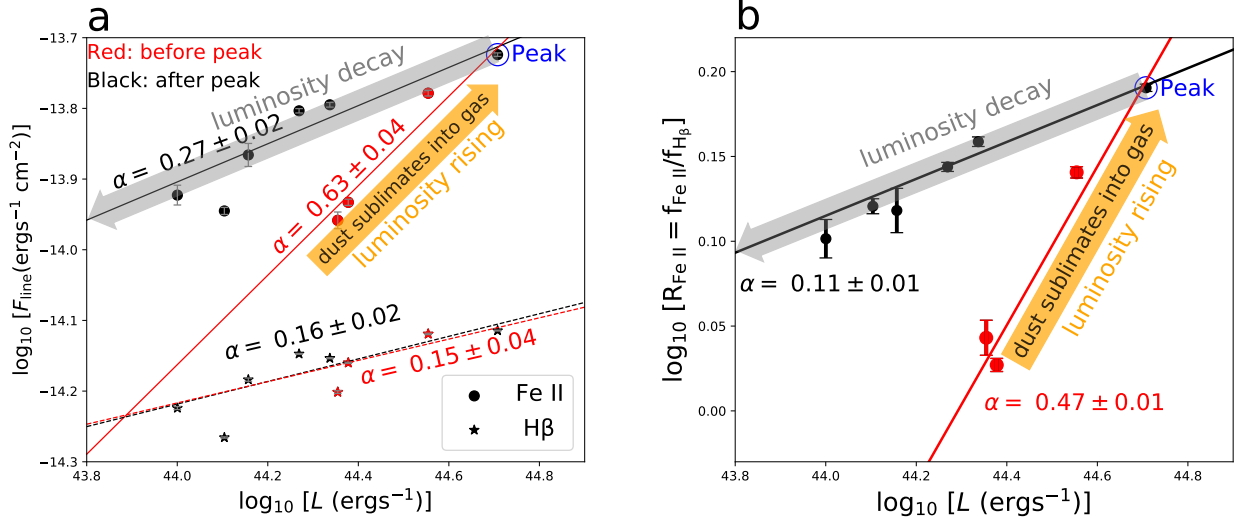 a
Red: before peak
Black: after peak
Peak
luminosity decay
α = 0.27 ± 0.02
α = 0.63 ± 0.04
dust sublimates into gas
luminosity rising
α = 0.16 ± 0.02
α = 0.15 ± 0.04
Fe II
Hβ
−13.7
−13.8
−13.9
−14.0
−14.1
−14.2
−14.3
43.8
44.0
44.2
44.4
44.6
44.8
log₁₀ [F_line(ergs⁻¹ cm⁻²)]
log₁₀ [L (ergs⁻¹)]
b
Peak
luminosity decay
α = 0.11 ± 0.01
dust sublimates into gas
luminosity rising
α = 0.47 ± 0.01
0.20
0.15
0.10
0.05
0.00
43.8
44.0
44.2
44.4
44.6
44.8
log₁₀ [R_Fe II = f_Fe II/f_Hβ]
log₁₀ [L (ergs⁻¹)]